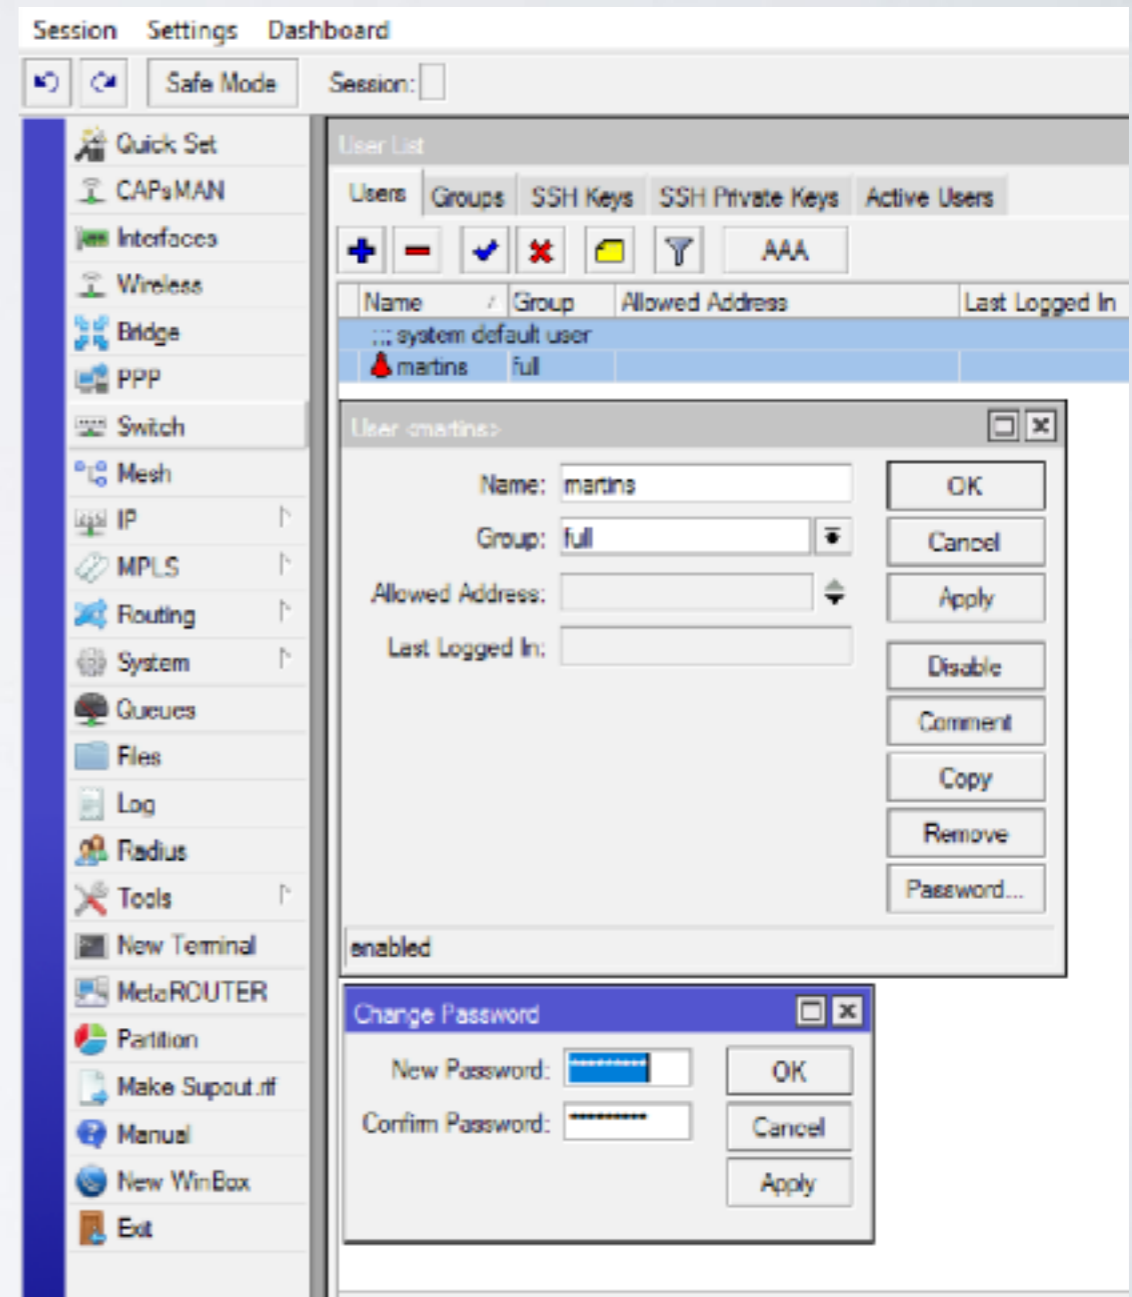 Session Settings Dashboard
Safe Mode Session:
Quick Set
CAPsMAN
Interfaces
Wireless
Bridge
PPP
Switch
Mesh
IP
MPLS
Routing
System
Queues
Files
Log
Radius
Tools
New Terminal
MetaROUTER
Partition
Make Supout.rif
Manual
New WinBox
Exit
User List
Users Groups SSH Keys SSH Private Keys Active Users
AAA
Name Group Allowed Address Last Logged In
;;; system default user
martins full
User <martins>
Name: martins
Group: full
Allowed Address:
Last Logged In:
OK
Cancel
Apply
Disable
Comment
Copy
Remove
Password...
enabled
Change Password
New Password: *********
Confirm Password: *********
OK
Cancel
Apply